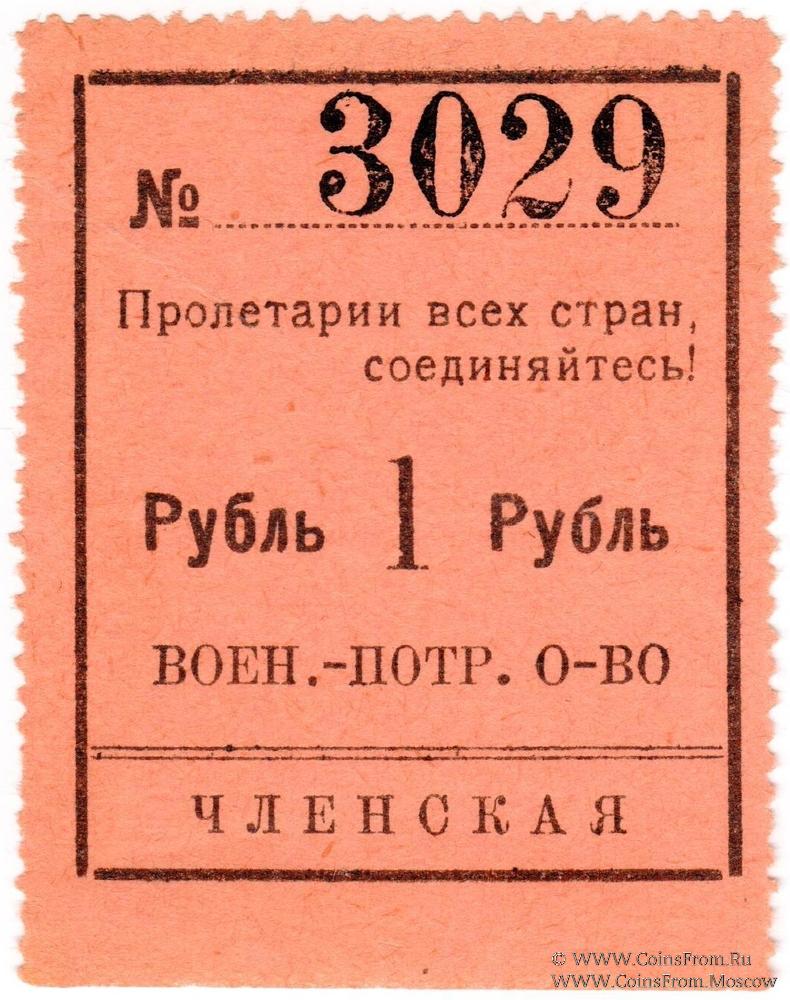 № 3029
Пролетарии всех стран,
соединяйтесь!
Рубль 1 Рубль
ВОЕН.-ПОТР. О-ВО
ЧЛЕНСКАЯ
© WWW.CoinsFrom.Ru
WWW.CoinsFrom.Moscow